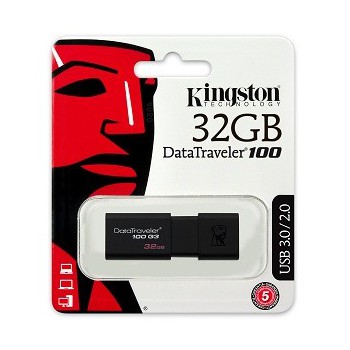 Kingston
TECHNOLOGY
32GB
DataTraveler 100
DataTraveler
100 G3
32GB
USB 3.0 / 2.0
5